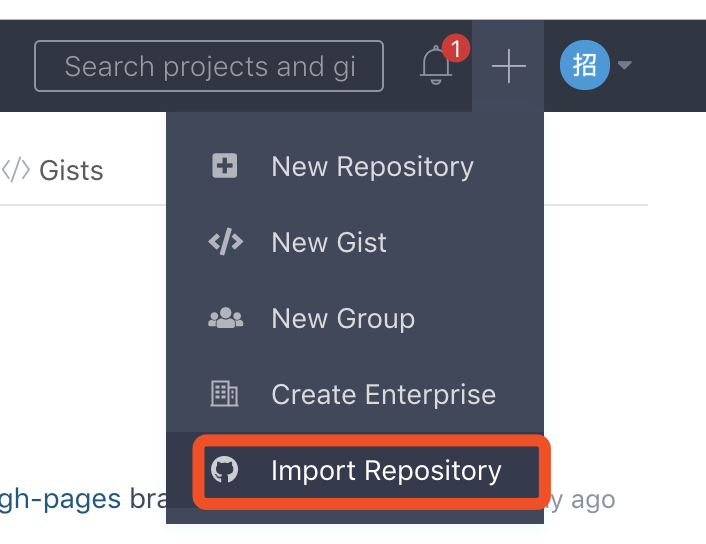 Search projects and gi
1
招
</> Gists
New Repository
New Gist
New Group
Create Enterprise
Import Repository
gh-pages bra
y ago